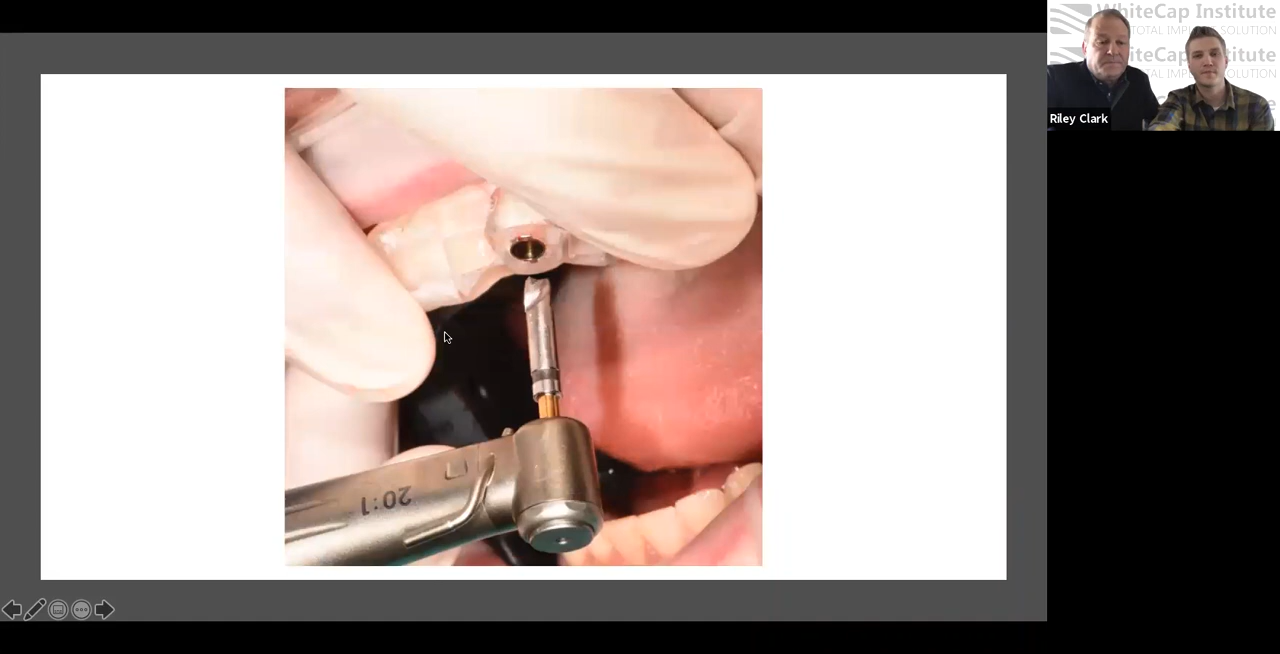 WhiteCap Institute
TOTAL IMPLANT SOLUTION
WhiteCap Institute
TOTAL IMPLANT SOLUTION
Riley Clark
20:1